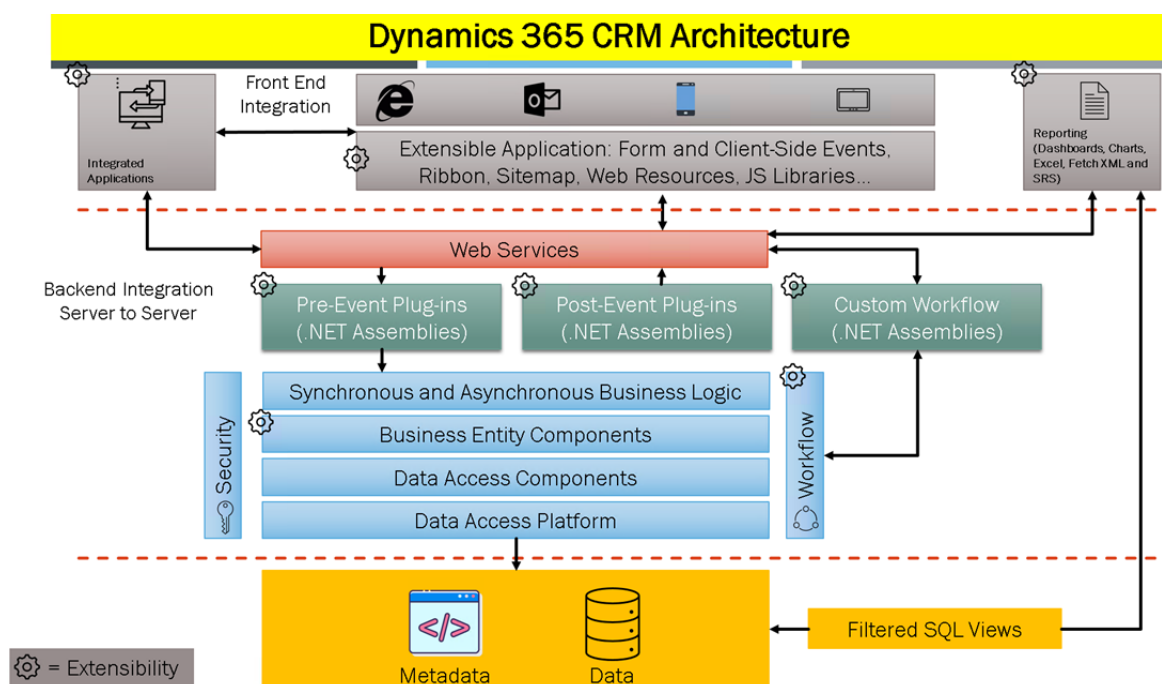 Dynamics 365 CRM Architecture
Front End
Integration
Integrated
Applications
Extensible Application: Form and Client-Side Events,
Ribbon, Sitemap, Web Resources, JS Libraries...
Reporting
(Dashboards, Charts,
Excel, Fetch XML and
SRS)
Web Services
Backend Integration
Server to Server
Pre-Event Plug-ins
(.NET Assemblies)
Post-Event Plug-ins
(.NET Assemblies)
Custom Workflow
(.NET Assemblies)
Security
Synchronous and Asynchronous Business Logic
Business Entity Components
Data Access Components
Data Access Platform
Workflow
</>
Metadata
Data
Filtered SQL Views
= Extensibility